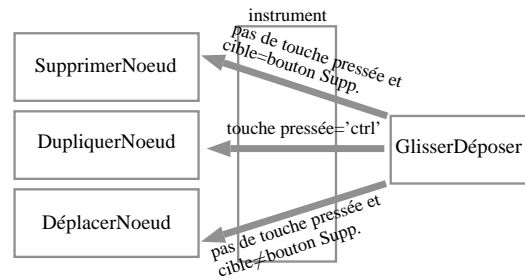 instrument
pas de touche pressée et
cible=bouton Supp.
SupprimerNoeud
touche pressée=’ctrl’
DupliquerNoeud
GlisserDéposer
DéplacerNoeud
pas de touche pressée et
cible≠bouton Supp.